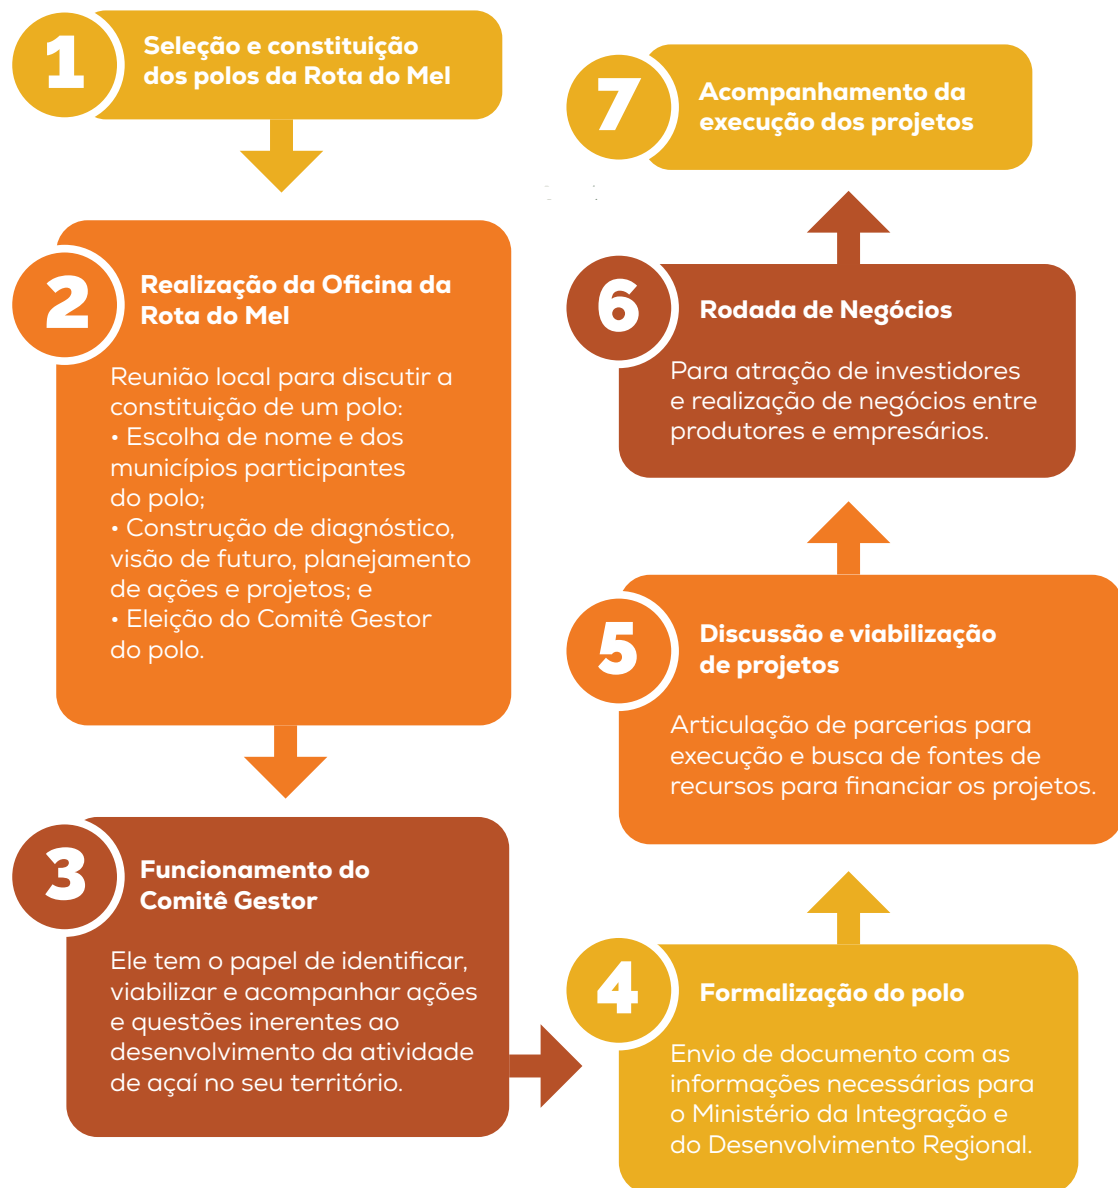 1
Seleção e constituição
dos polos da Rota do Mel
2
Realização da Oficina da
Rota do Mel
Reunião local para discutir a
constituição de um polo:
• Escolha de nome e dos
municípios participantes
do polo;
• Construção de diagnóstico,
visão de futuro, planejamento
de ações e projetos; e
• Eleição do Comitê Gestor
do polo.
3
Funcionamento do
Comitê Gestor
Ele tem o papel de identificar,
viabilizar e acompanhar ações
e questões inerentes ao
desenvolvimento da atividade
de açaí no seu território.
4
Formalização do polo
Envio de documento com as
informações necessárias para
o Ministério da Integração e
do Desenvolvimento Regional.
5
Discussão e viabilização
de projetos
Articulação de parcerias para
execução e busca de fontes de
recursos para financiar os projetos.
6
Rodada de Negócios
Para atração de investidores
e realização de negócios entre
produtores e empresários.
7
Acompanhamento da
execução dos projetos